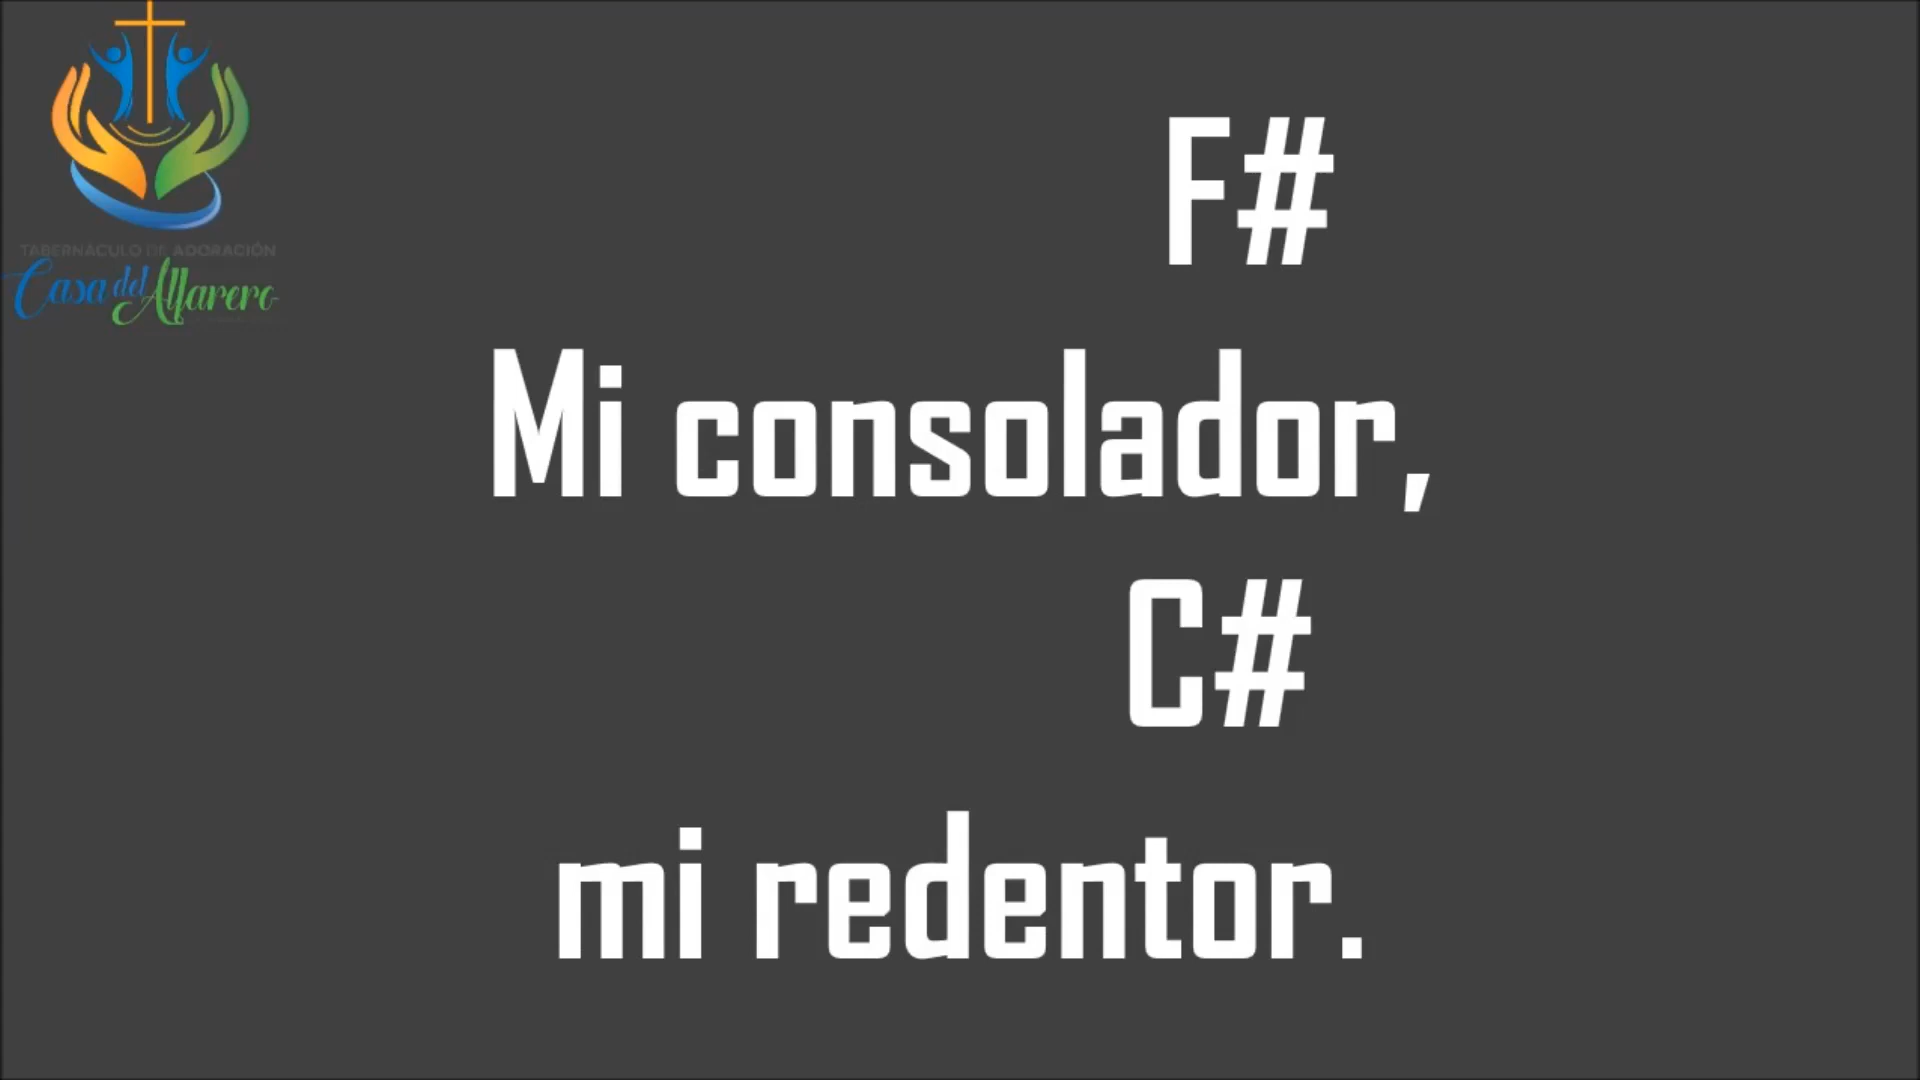 TABERNÁCULO DE ADORACIÓN
Casa del Alfarero
F#
Mi consolador,
C#
mi redentor.